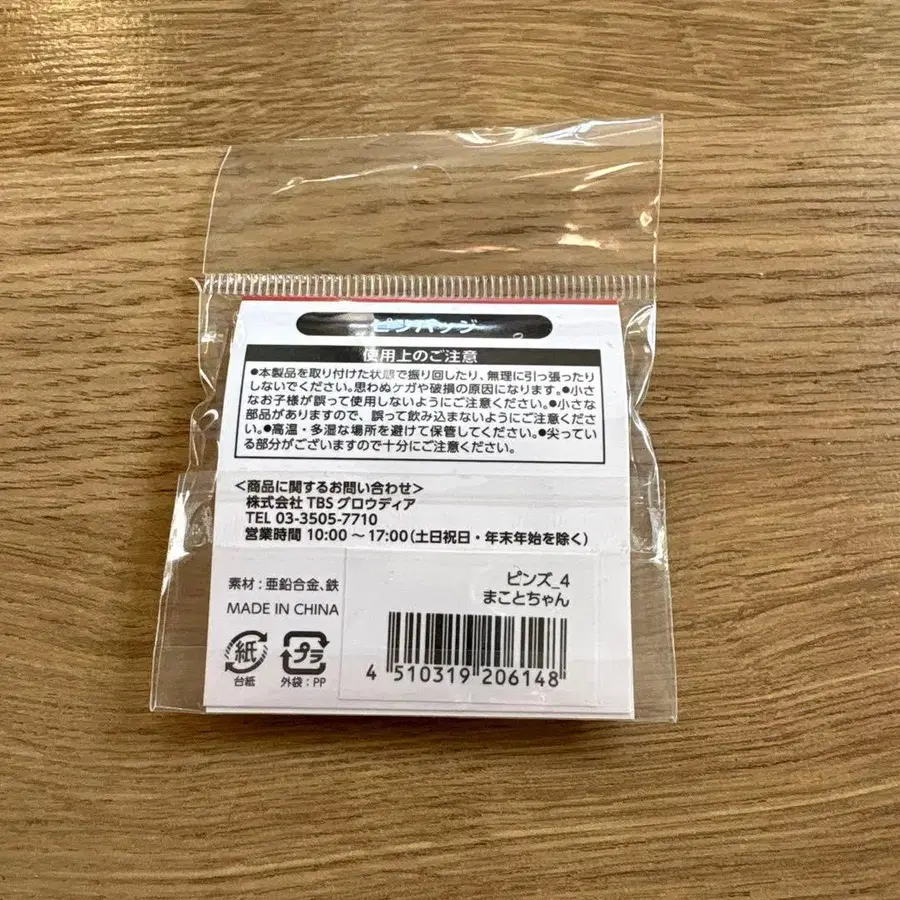 ピンバッジ
使用上のご注意
●本製品を取り付けた状態で振り回したり、無理に引っ張ったり
しないでください。思わぬケガや破損の原因になります。●小さ
なお子様が誤って使用しないようにご注意ください。●小さな
部品がありますので、誤って飲み込まないようにご注意くださ
い。●高温・多湿な場所を避けて保管してください。●尖ってい
る部分がございますので十分にご注意ください。
<商品に関するお問い合わせ>
株式会社 TBS グロウディア
TEL 03-3505-7710
営業時間 10:00 ～ 17:00(土日祝日・年末年始を除く)
素材:亜鉛合金、鉄
MADE IN CHINA
紙
台紙
プラ
外袋:PP
ピンズ_4
まことちゃん
4 510319 206148